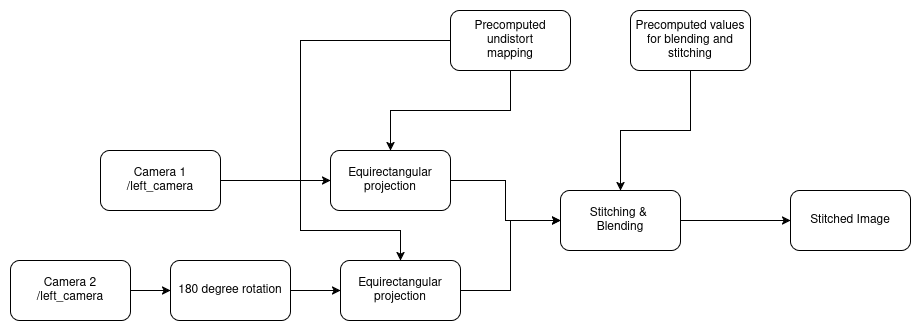 Precomputed
undistort
mapping
Precomputed values
for blending and
stitching
Camera 1
/left_camera
Equirectangular
projection
Stitching &
Blending
Stitched Image
Camera 2
/left_camera
180 degree rotation
Equirectangular
projection